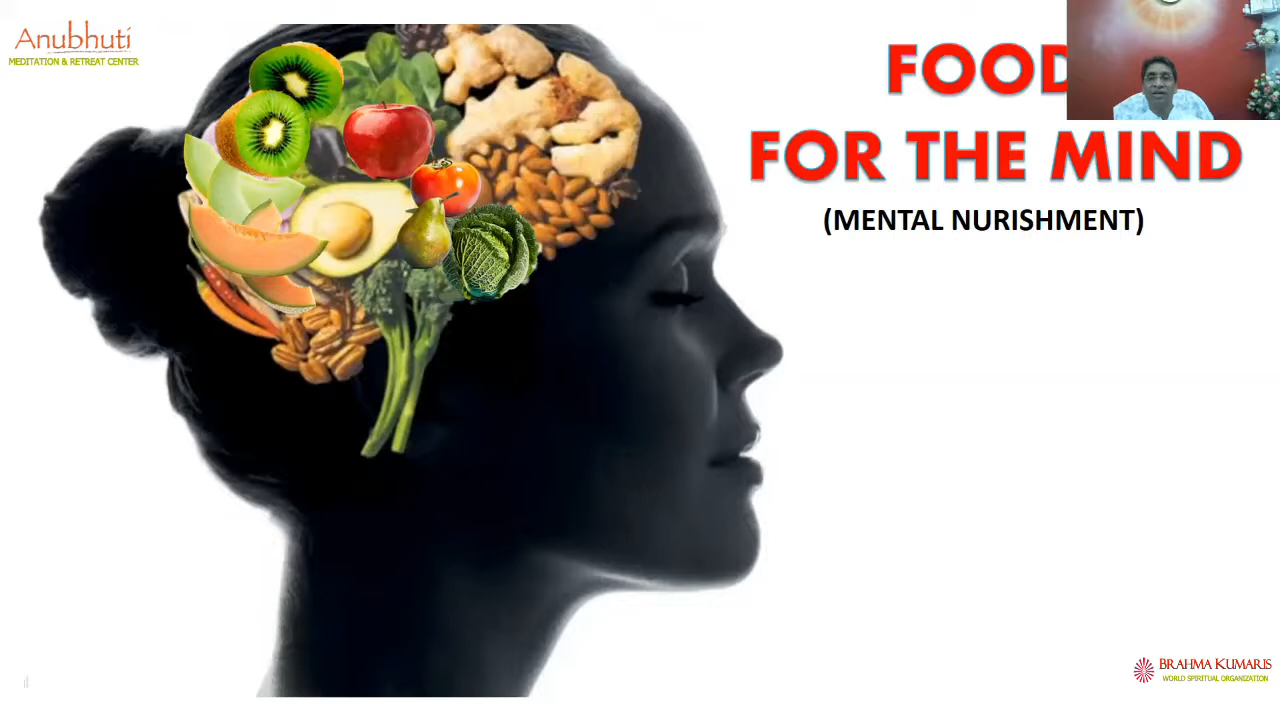 Anubhuti
MEDITATION & RETREAT CENTER
FOOD
FOR THE MIND
(MENTAL NURISHMENT)
BRAHMA KUMARIS
WORLD SPIRITUAL ORGANIZATION